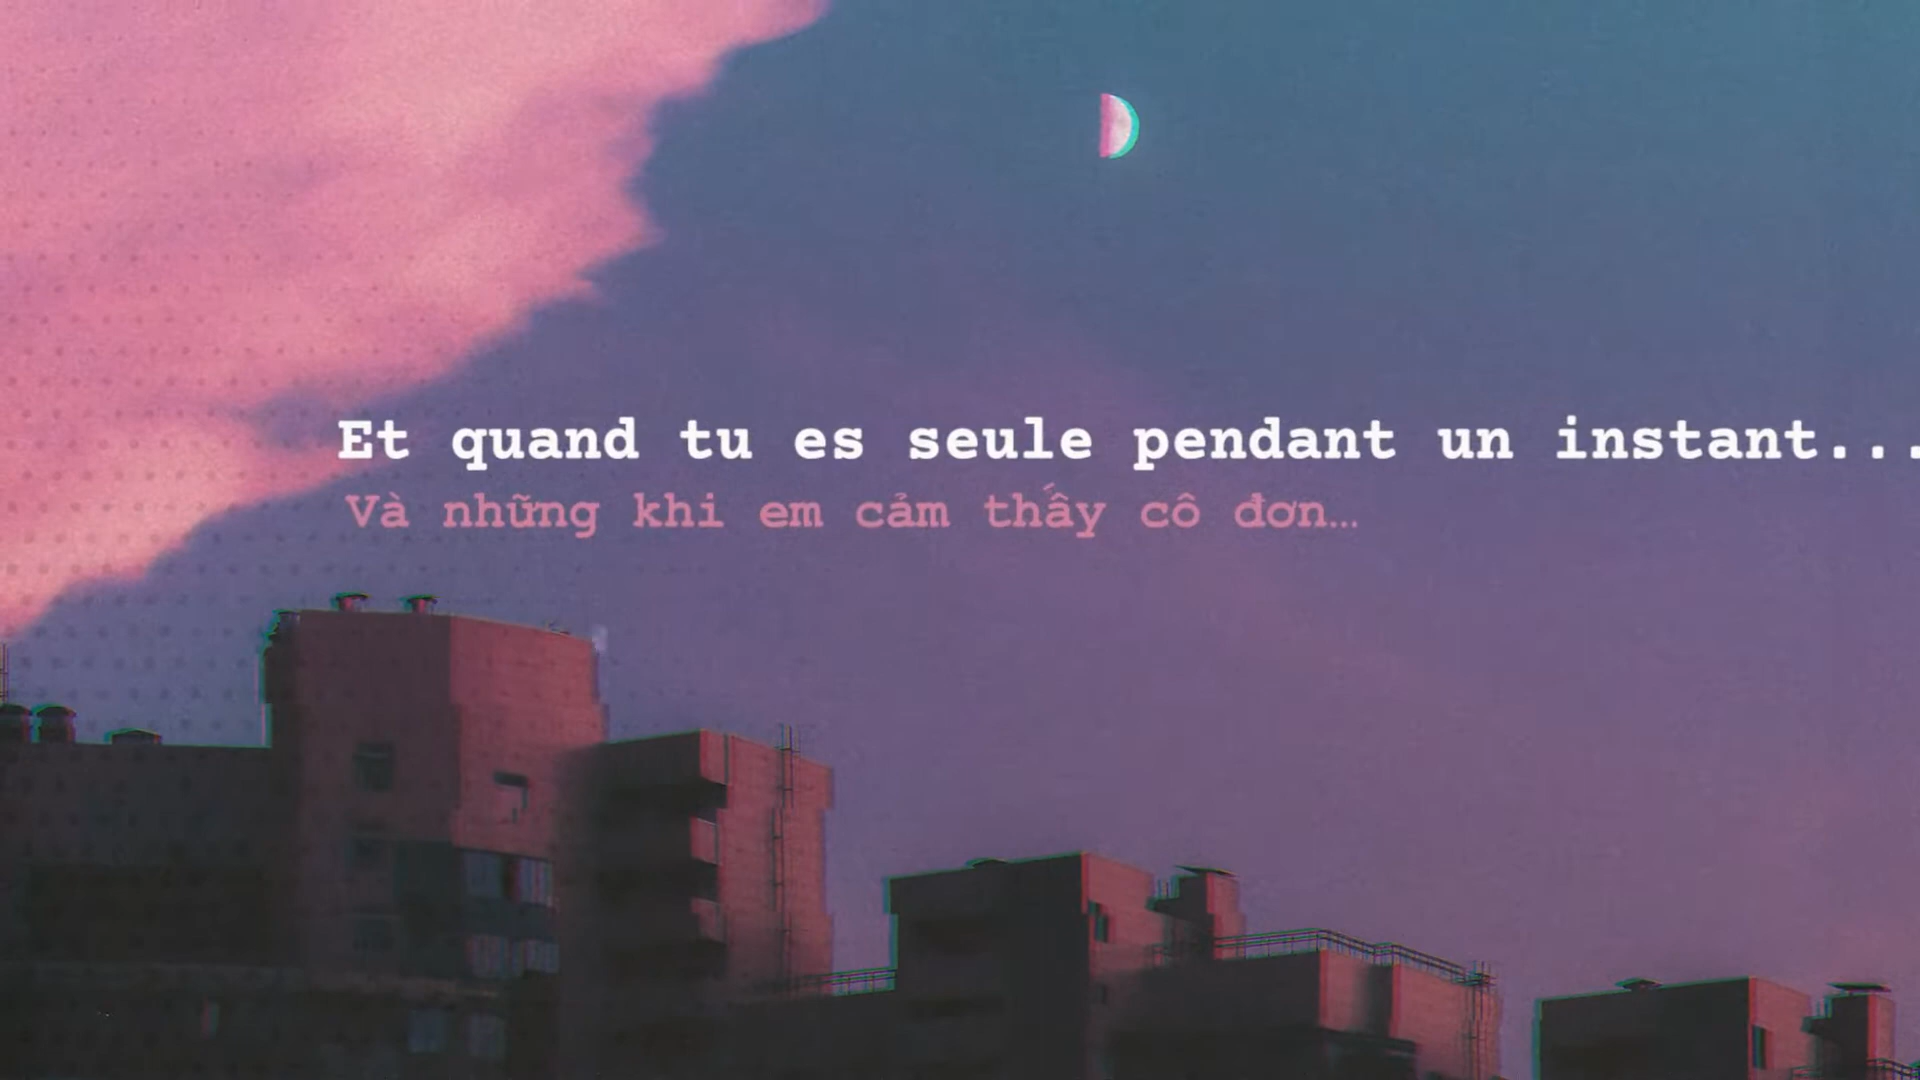 Et quand tu es seule pendant un instant...
Và những khi em cảm thấy cô đơn...